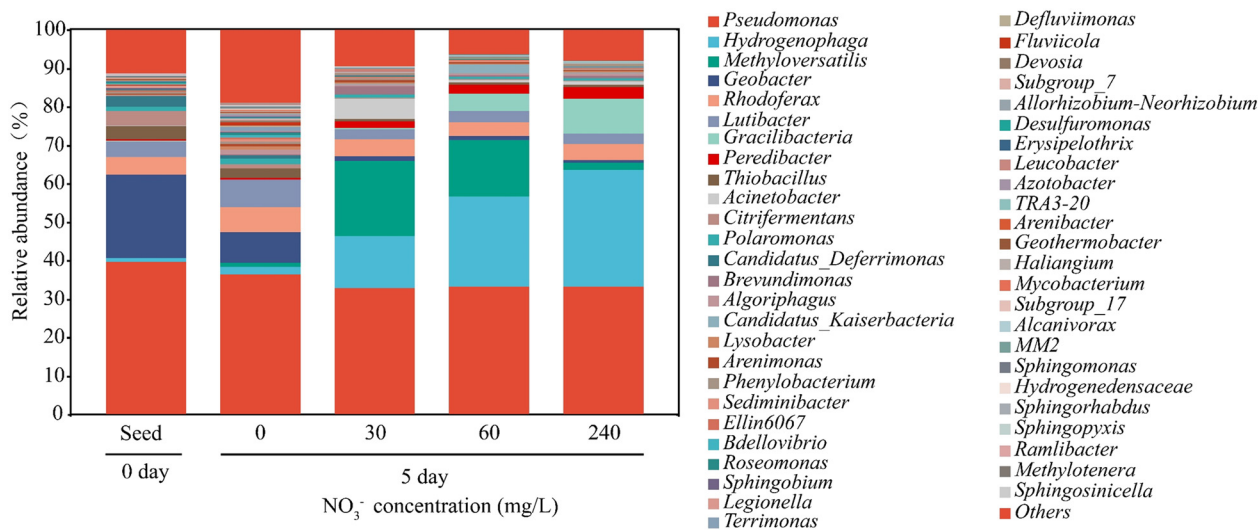 100
90
80
70
60
50
40
30
20
10
0
Relative abundance (%)
Seed
0
30
60
240
0 day
5 day
NO₃⁻ concentration (mg/L)
Pseudomonas
Hydrogenophaga
Methyloversatilis
Geobacter
Rhodoferax
Lutibacter
Gracilibacteria
Peredibacter
Thiobacillus
Acinetobacter
Citrifermentans
Polaromonas
Candidatus_Deferrimonas
Brevundimonas
Algoriphagus
Candidatus_Kaiserbacteria
Lysobacter
Arenimonas
Phenylobacterium
Sediminibacter
Ellin6067
Bdellovibrio
Roseomonas
Sphingobium
Legionella
Terrimonas
Defluviimonas
Fluviicola
Devosia
Subgroup_7
Allorhizobium-Neorhizobium
Desulfuromonas
Erysipelothrix
Leucobacter
Azotobacter
TRA3-20
Arenibacter
Geothermobacter
Haliangium
Mycobacterium
Subgroup_17
Alcanivorax
MM2
Sphingomonas
Hydrogenedensaceae
Sphingorhabdus
Sphingopyxis
Ramlibacter
Methylotenera
Sphingosinicella
Others